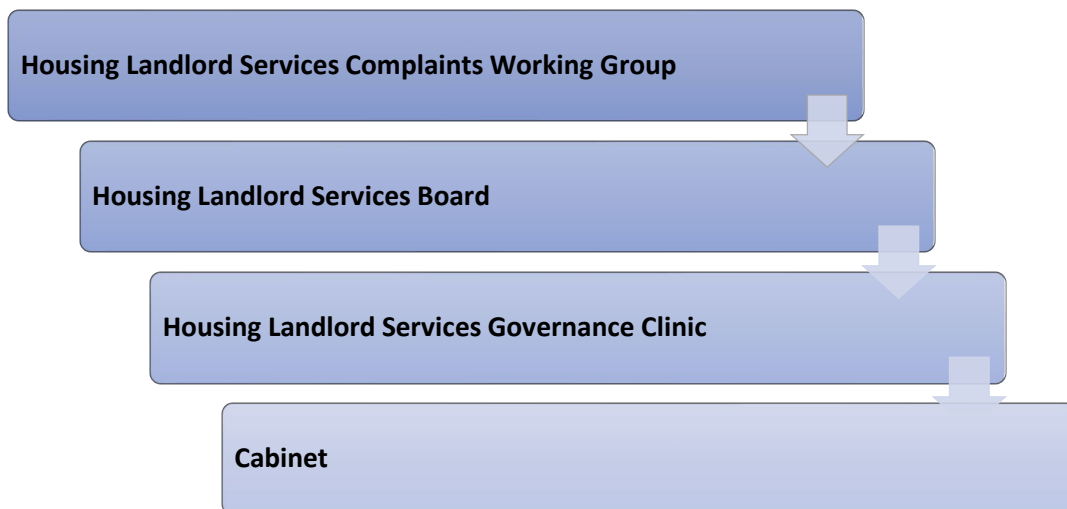 Housing Landlord Services Complaints Working Group
Housing Landlord Services Board
Housing Landlord Services Governance Clinic
Cabinet